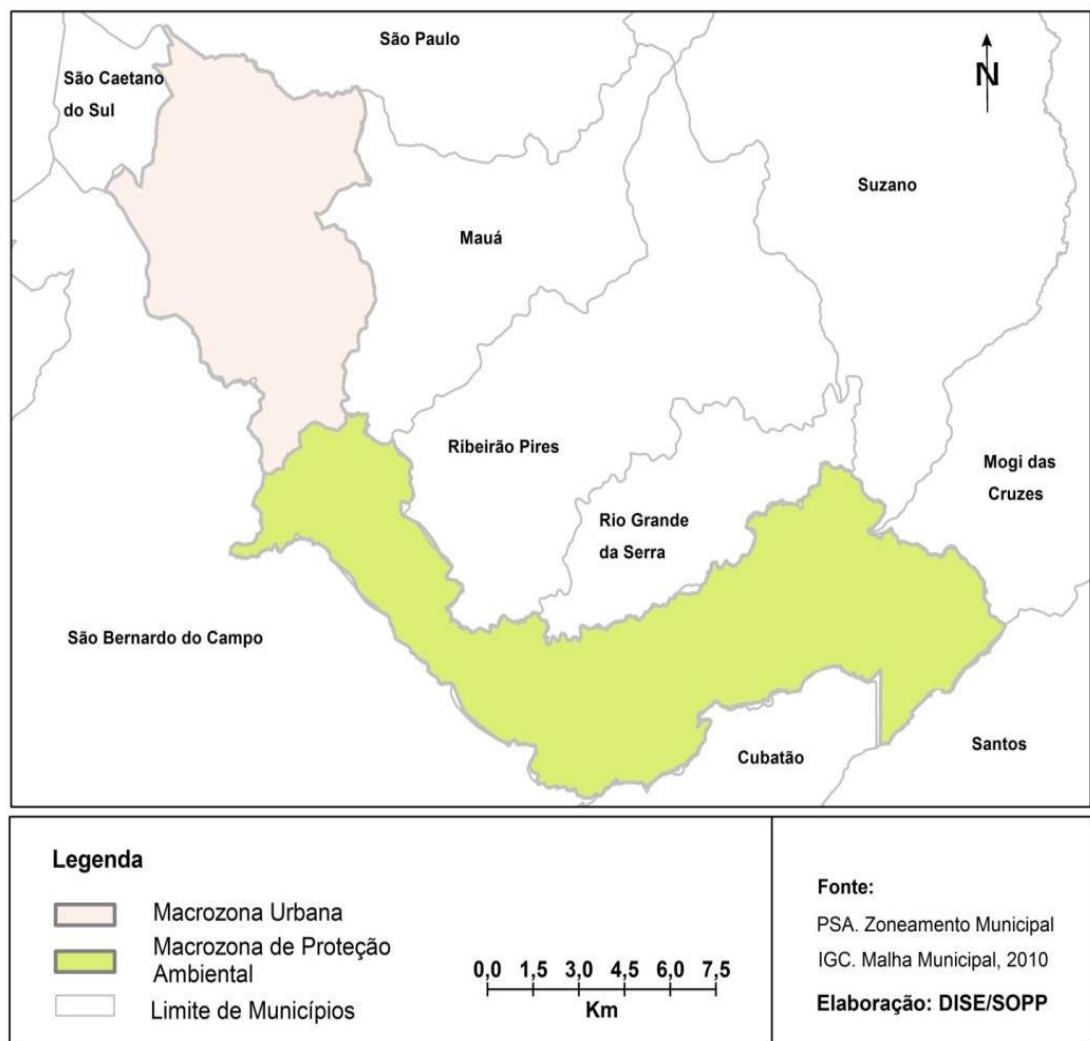 São Paulo
São Caetano
do Sul
N
Suzano
Mauá
Ribeirão Pires
Mogi das
Cruzes
Rio Grande
da Serra
São Bernardo do Campo
Cubatão
Santos
Legenda
Macrozona Urbana
Macrozona de Proteção
Ambiental
Limite de Municípios
0,0 1,5 3,0 4,5 6,0 7,5
Km
Fonte:
PSA. Zoneamento Municipal
IGC. Malha Municipal, 2010
Elaboração: DISE/SOPP